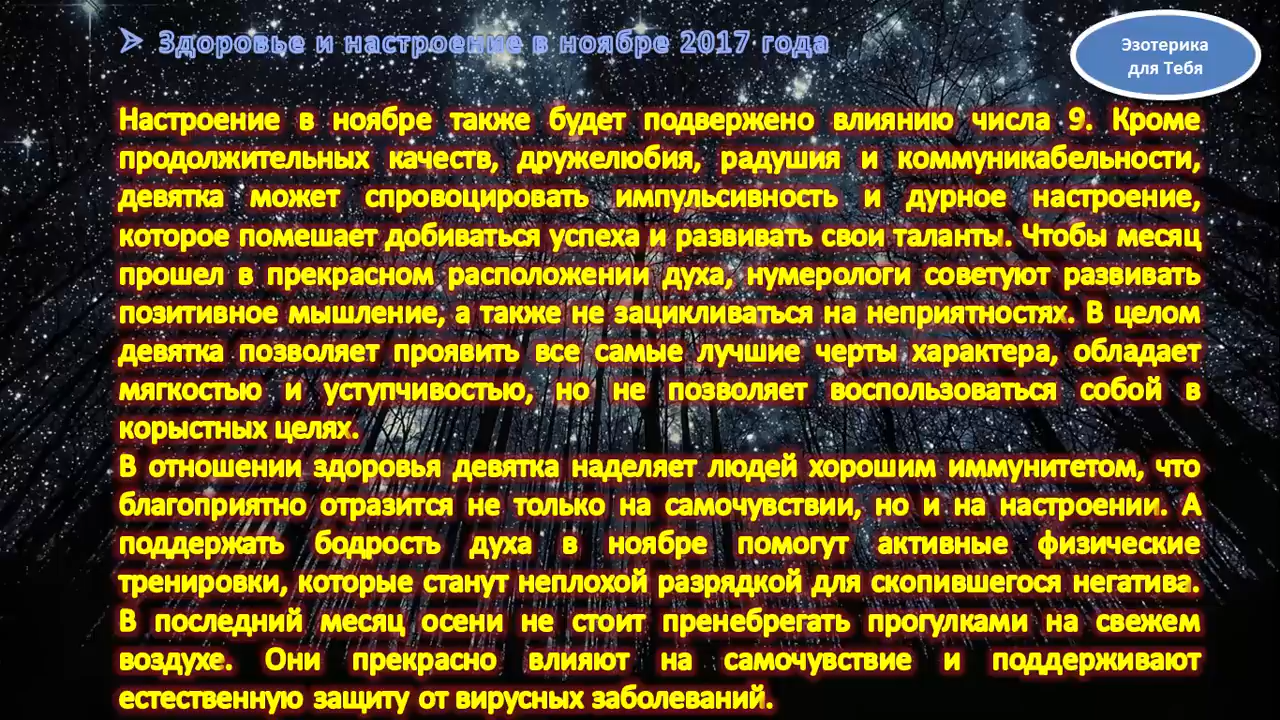 ➢ Здоровье и настроение в ноябре 2017 года
Эзотерика
для Тебя
Настроение в ноябре также будет подвержено влиянию числа 9. Кроме
продолжительных качеств, дружелюбия, радушия и коммуникабельности,
девятка может спровоцировать импульсивность и дурное настроение,
которое помешает добиваться успеха и развивать свои таланты. Чтобы месяц
прошел в прекрасном расположении духа, нумерологи советуют развивать
позитивное мышление, а также не зацикливаться на неприятностях. В целом
девятка позволяет проявить все самые лучшие черты характера, обладает
мягкостью и уступчивостью, но не позволяет воспользоваться собой в
корыстных целях.
В отношении здоровья девятка наделяет людей хорошим иммунитетом, что
благоприятно отразится не только на самочувствии, но и на настроении. А
поддержать бодрость духа в ноябре помогут активные физические
тренировки, которые станут неплохой разрядкой для скопившегося негатива.
В последний месяц осени не стоит пренебрегать прогулками на свежем
воздухе. Они прекрасно влияют на самочувствие и поддерживают
естественную защиту от вирусных заболеваний.